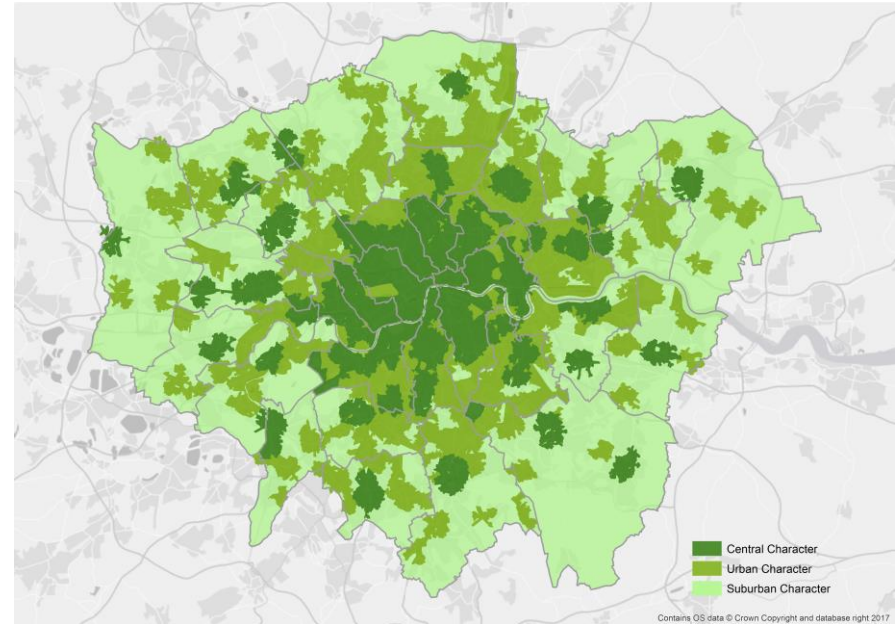 Central Character
Urban Character
Suburban Character
Contains OS data © Crown Copyright and database right 2017